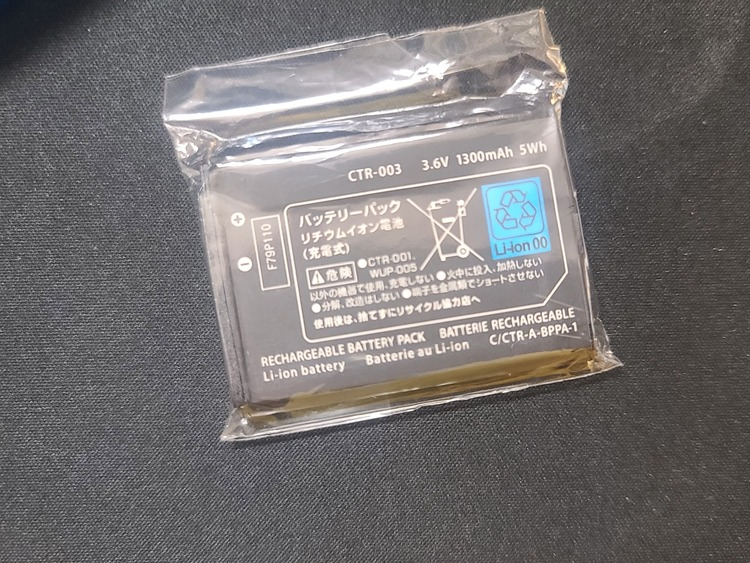 CTR-003 3.6V 1300mAh 5Wh
F79P110
バッテリーパック
リチウムイオン電池
(充電式)
Li-ion 00
危険 ●CTR-001,
WUP-005
以外の機器で使用、充電しない ●火中に投入、加熱しない
●分解、改造はしない ●端子を金属類でショートさせない
使用後は、捨てずにリサイクル協力店へ
RECHARGEABLE BATTERY PACK BATTERIE RECHARGEABLE
Li-ion battery Batterie au Li-ion C/CTR-A-BPPA-1